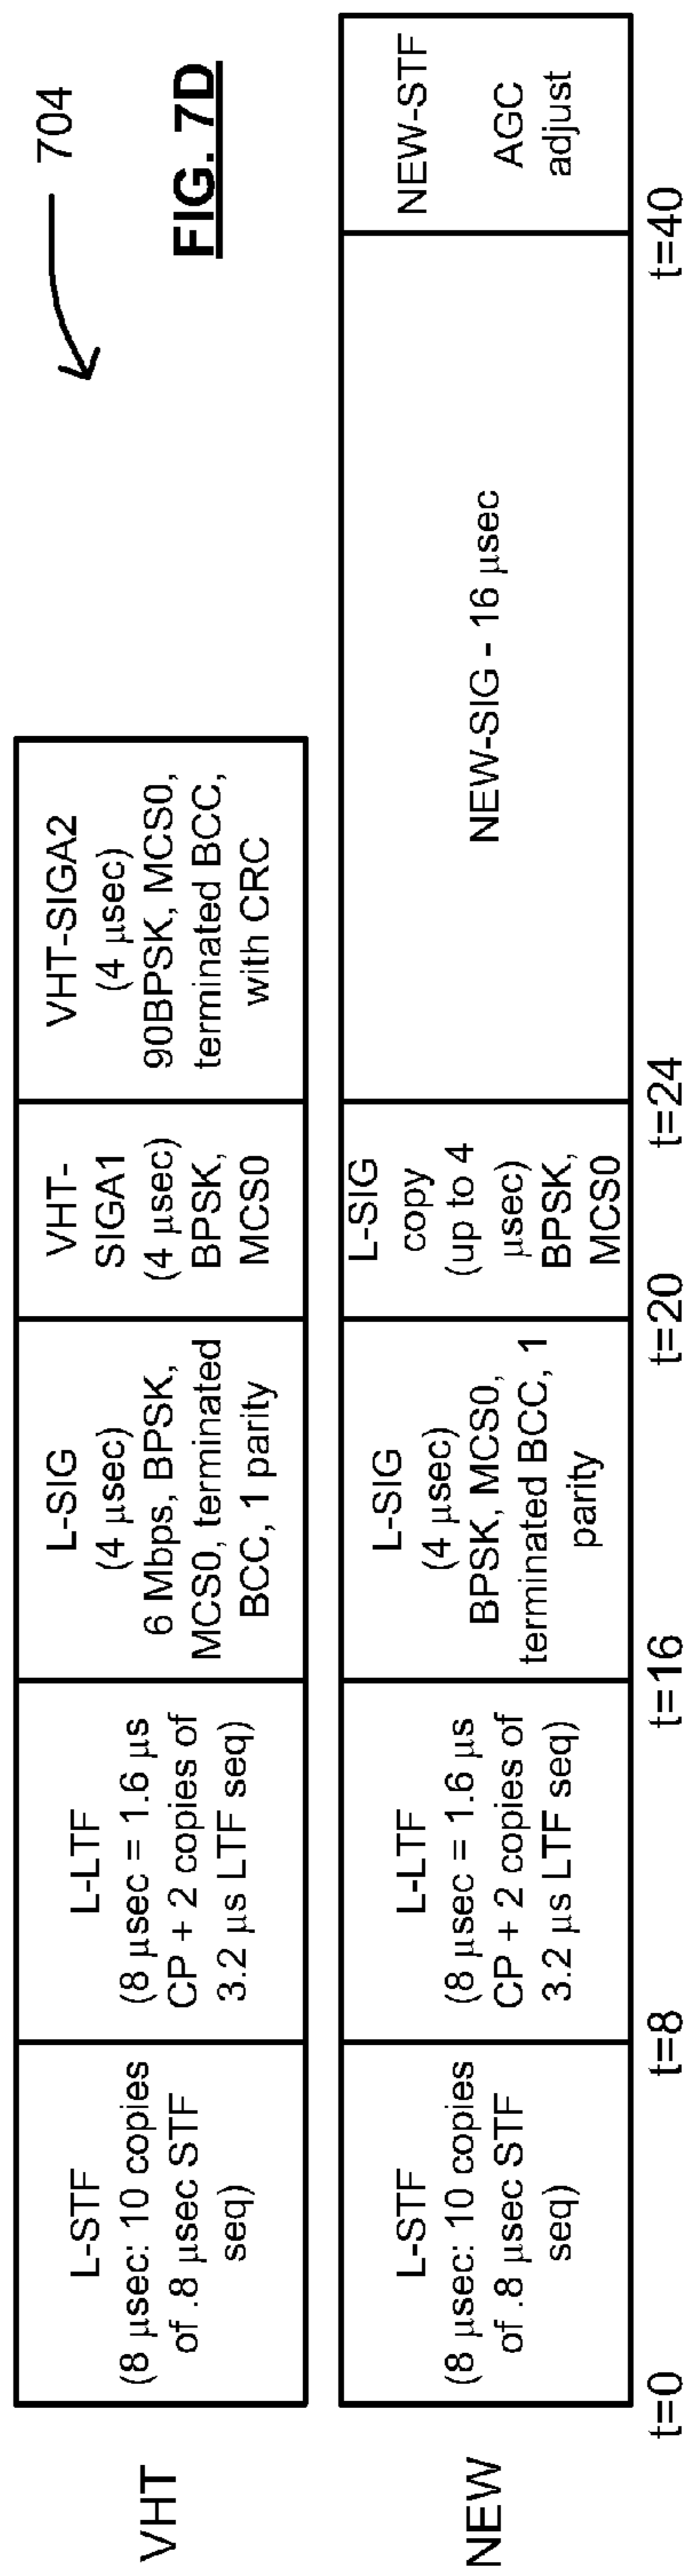 704
FIG. 7D
VHT
L-STF
(8 μsec: 10 copies
of .8 μsec STF
seq)
L-LTF
(8 μsec = 1.6 μs
CP + 2 copies of
3.2 μs LTF seq)
L-SIG
(4 μsec)
6 Mbps, BPSK,
MCS0, terminated
BCC, 1 parity
VHT-
SIGA1
(4 μsec)
BPSK,
MCS0
VHT-SIGA2
(4 μsec)
90BPSK, MCS0,
terminated BCC,
with CRC
NEW
L-STF
(8 μsec: 10 copies
of .8 μsec STF
seq)
L-LTF
(8 μsec = 1.6 μs
CP + 2 copies of
3.2 μs LTF seq)
L-SIG
(4 μsec)
BPSK, MCS0,
terminated BCC, 1
parity
L-SIG
copy
(up to 4
μsec)
BPSK,
MCS0
NEW-SIG - 16 μsec
NEW-STF
AGC
adjust
t=0
t=8
t=16
t=20
t=24
t=40